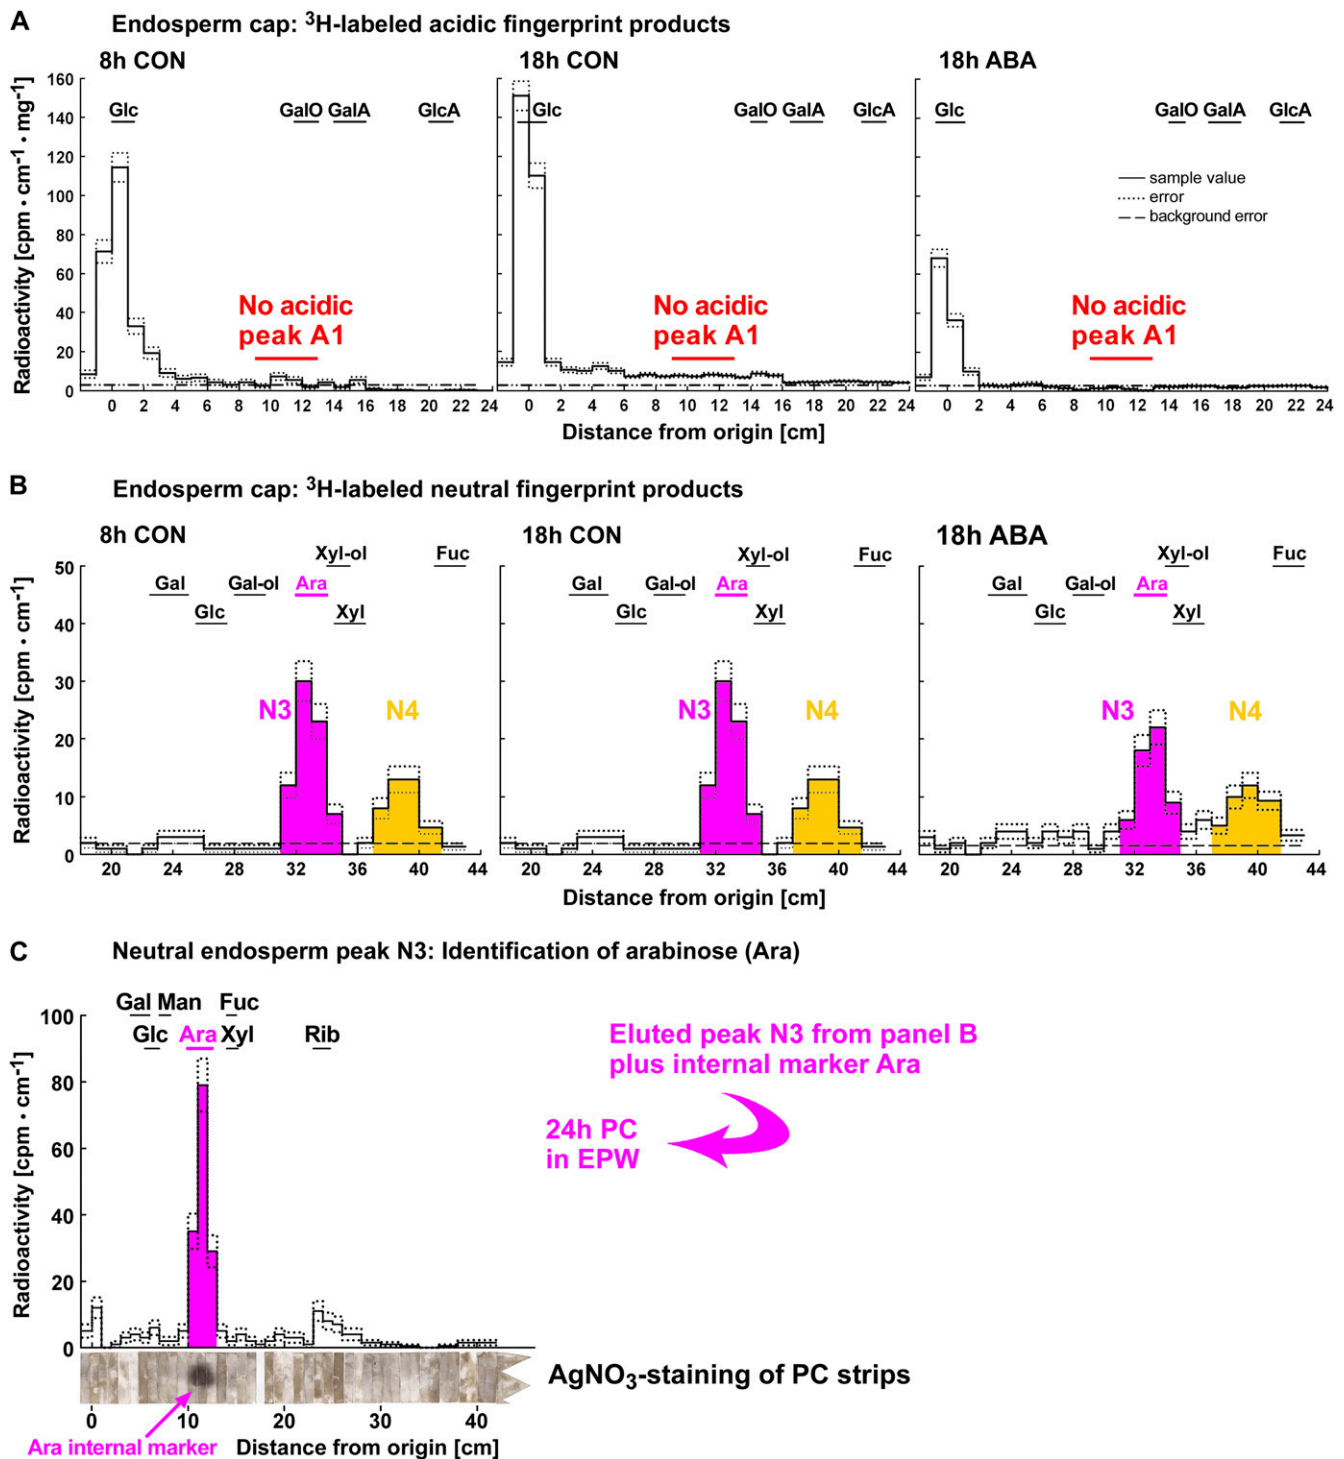 A Endosperm cap: ³H-labeled acidic fingerprint products
8h CON 18h CON 18h ABA
Radioactivity [cpm • cm⁻¹ • mg⁻¹]
160
140
120
100
80
60
40
20
0
Glc GalO GalA GlcA
Glc GalO GalA GlcA
Glc GalO GalA GlcA
sample value
error
background error
No acidic
peak A1
No acidic
peak A1
No acidic
peak A1
0 2 4 6 8 10 12 14 16 18 20 22 24
0 2 4 6 8 10 12 14 16 18 20 22 24
0 2 4 6 8 10 12 14 16 18 20 22 24
Distance from origin [cm]
B Endosperm cap: ³H-labeled neutral fingerprint products
8h CON 18h CON 18h ABA
Radioactivity [cpm • cm⁻¹]
50
40
30
20
10
0
Xyl-ol Fuc
Gal Gal-ol Ara
Glc Xyl
N3 N4
Xyl-ol Fuc
Gal Gal-ol Ara
Glc Xyl
N3 N4
Xyl-ol Fuc
Gal Gal-ol Ara
Glc Xyl
N3 N4
20 24 28 32 36 40 44
20 24 28 32 36 40 44
20 24 28 32 36 40 44
Distance from origin [cm]
C Neutral endosperm peak N3: Identification of arabinose (Ara)
Radioactivity [cpm • cm⁻¹]
100
80
60
40
20
0
Gal Man Fuc
Glc Ara Xyl Rib
Eluted peak N3 from panel B
plus internal marker Ara
24h PC
in EPW
AgNO₃-staining of PC strips
0 10 20 30 40
Ara internal marker
Distance from origin [cm]